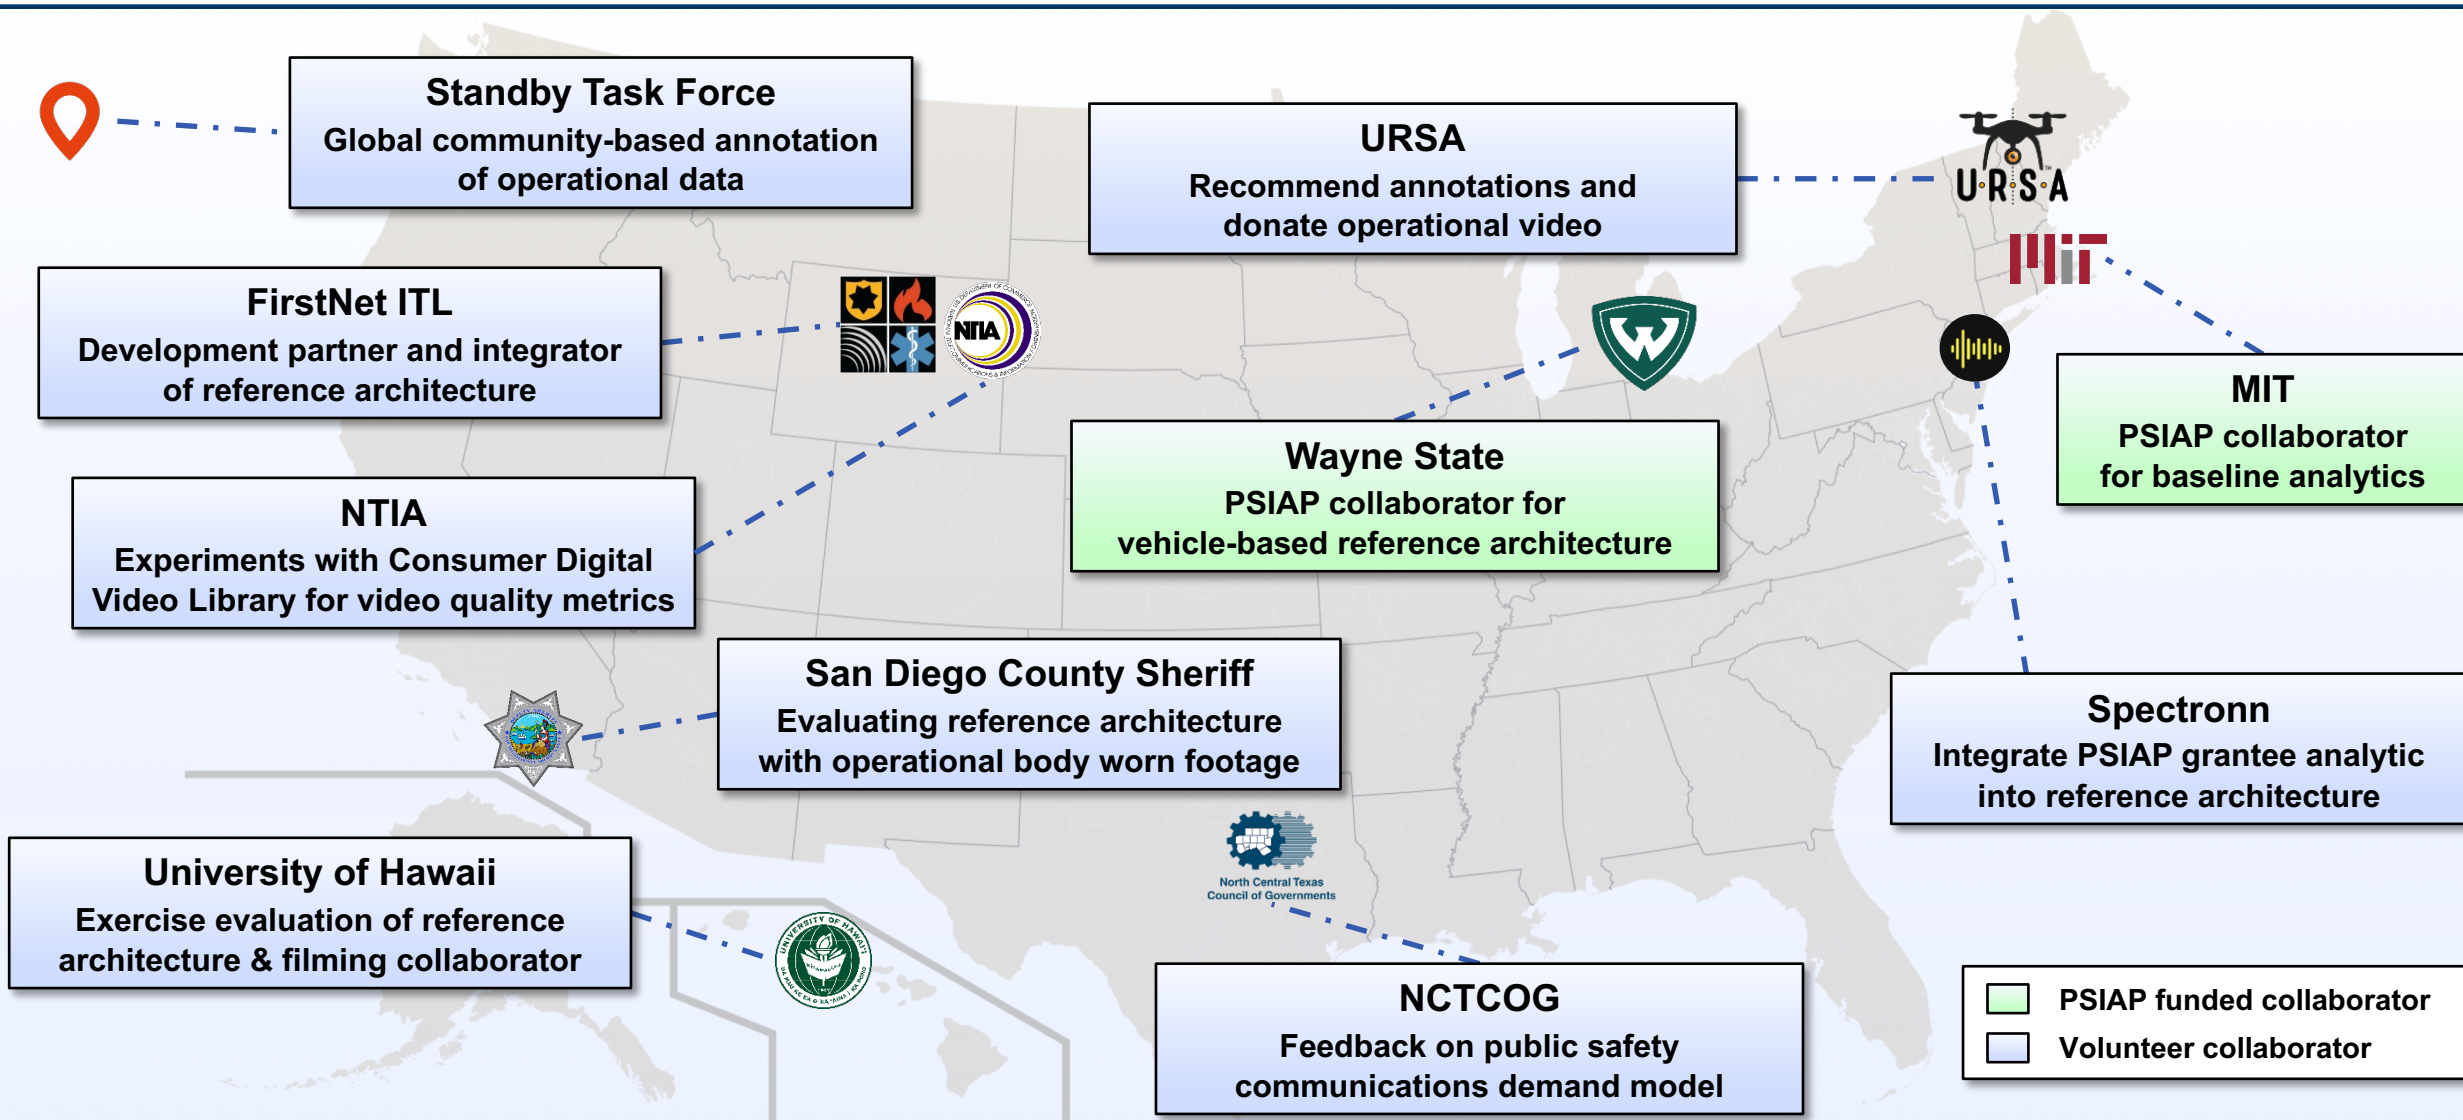 Standby Task Force
Global community-based annotation
of operational data
URSA
Recommend annotations and
donate operational video
U·R·S·A
MiT
FirstNet ITL
Development partner and integrator
of reference architecture
NTIA
MIT
PSIAP collaborator
for baseline analytics
Wayne State
PSIAP collaborator for
vehicle-based reference architecture
NTIA
Experiments with Consumer Digital
Video Library for video quality metrics
San Diego County Sheriff
Evaluating reference architecture
with operational body worn footage
Spectronn
Integrate PSIAP grantee analytic
into reference architecture
University of Hawaii
Exercise evaluation of reference
architecture & filming collaborator
UNIVERSITY OF HAWAI'I
North Central Texas
Council of Governments
NCTCOG
Feedback on public safety
communications demand model
PSIAP funded collaborator
Volunteer collaborator